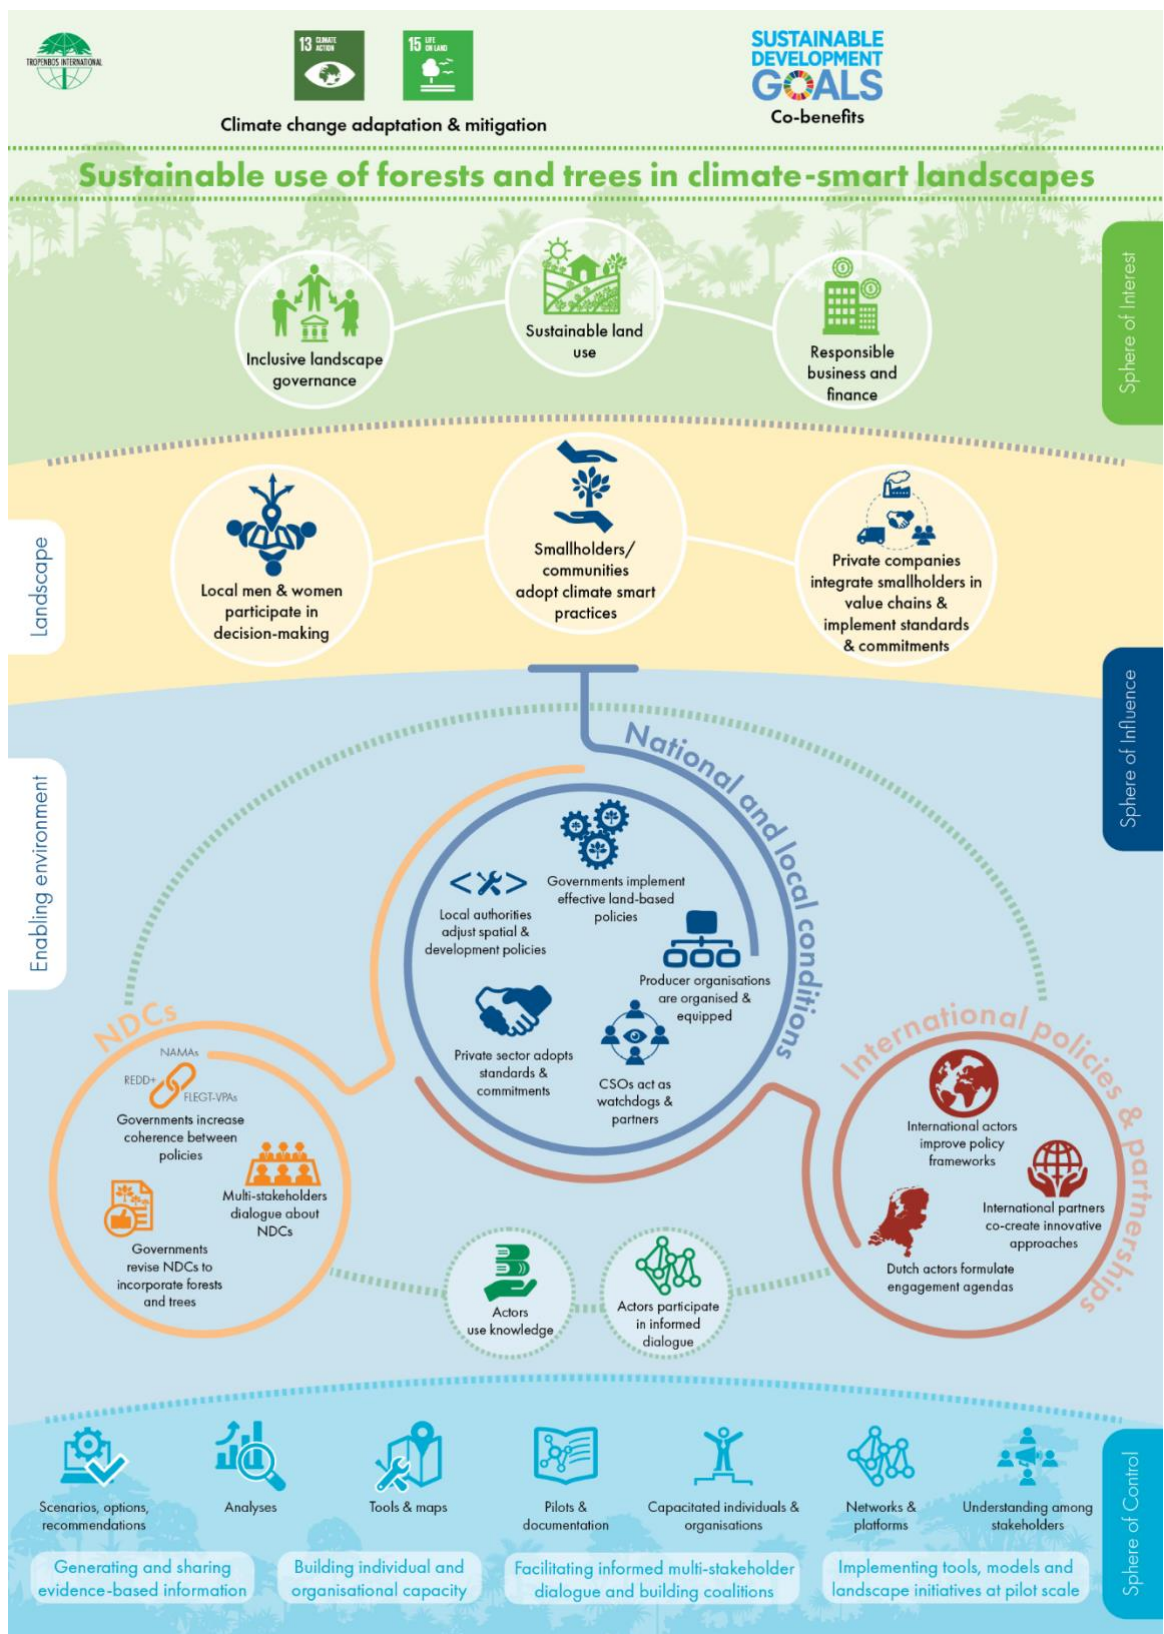 TROPENBOS INTERNATIONAL
13 CLIMATE
ACTION
15 LIFE
ON LAND
Climate change adaptation & mitigation
SUSTAINABLE
DEVELOPMENT
GOALS
Co-benefits
Sustainable use of forests and trees in climate-smart landscapes
Sphere of Interest
Inclusive landscape
governance
Sustainable land
use
Responsible
business and
finance
Landscape
Local men & women
participate in
decision-making
Smallholders/
communities
adopt climate smart
practices
Private companies
integrate smallholders in
value chains &
implement standards
& commitments
Sphere of Influence
Enabling environment
National and local conditions
Governments implement
effective land-based
policies
Local authorities
adjust spatial &
development policies
Producer organisations
are organised &
equipped
Private sector adopts
standards &
commitments
CSOs act as
watchdogs &
partners
NDCs
NAMAs
REDD+
FLEGT-VPAs
Governments increase
coherence between
policies
Multi-stakeholders
dialogue about
NDCs
Governments
revise NDCs to
incorporate forests
and trees
International policies & partnerships
International actors
improve policy
frameworks
International partners
co-create innovative
approaches
Dutch actors formulate
engagement agendas
Actors
use knowledge
Actors participate
in informed
dialogue
Sphere of Control
Scenarios, options,
recommendations
Analyses
Tools & maps
Pilots &
documentation
Capacitated individuals &
organisations
Networks &
platforms
Understanding among
stakeholders
Generating and sharing
evidence-based information
Building individual and
organisational capacity
Facilitating informed multi-stakeholder
dialogue and building coalitions
Implementing tools, models and
landscape initiatives at pilot scale